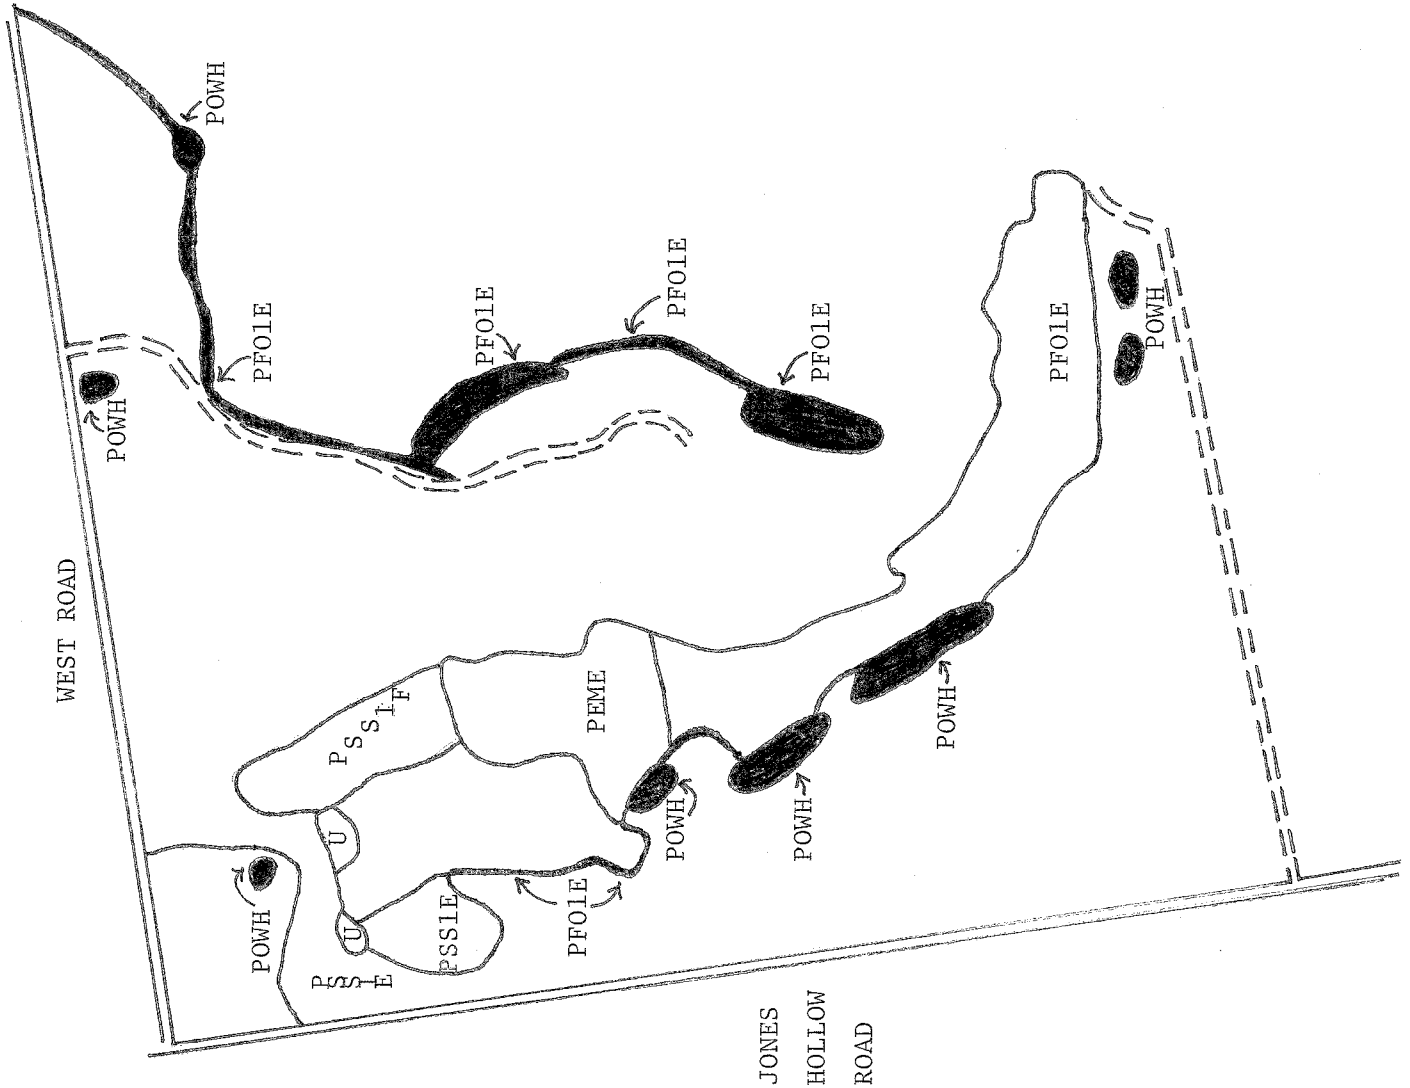 WEST ROAD
POWH
POWH
PFO1E
PFO1E
PFO1E
PFO1E
PFO1E
POWH
PSS1F
PEME
U
U
POWH
PSS1E
PSS1E
PFO1E
POWH
POWH
POWH
JONES
HOLLOW
ROAD